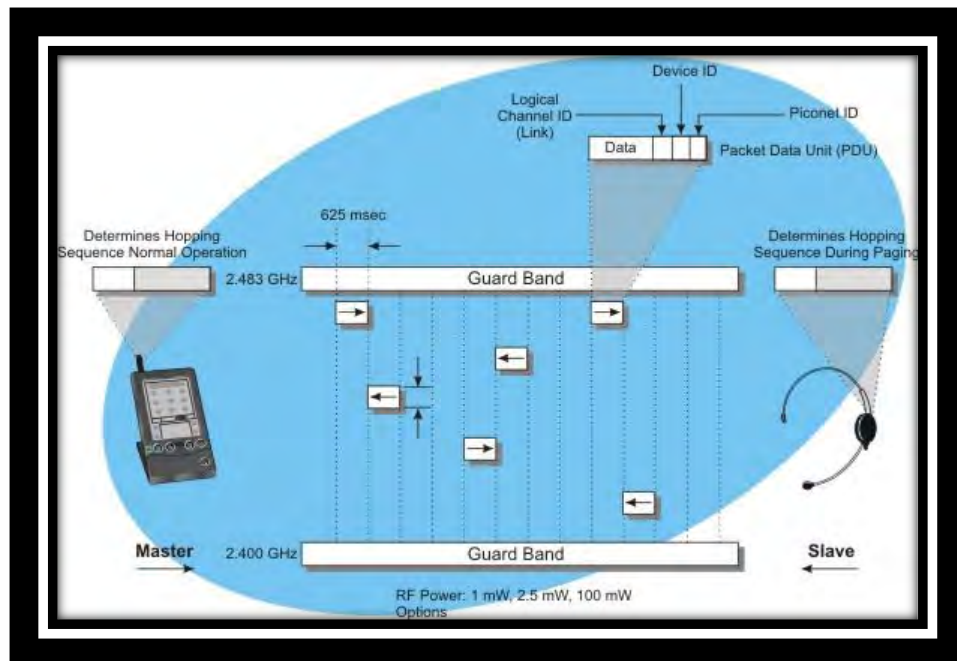 Device ID
Logical
Channel ID
(Link)
Piconet ID
Data
Packet Data Unit (PDU)
625 msec
Determines Hopping
Sequence Normal Operation
Determines Hopping
Sequence During Paging
2.483 GHz
Guard Band
Master
2.400 GHz
Guard Band
Slave
RF Power: 1 mW, 2.5 mW, 100 mW
Options